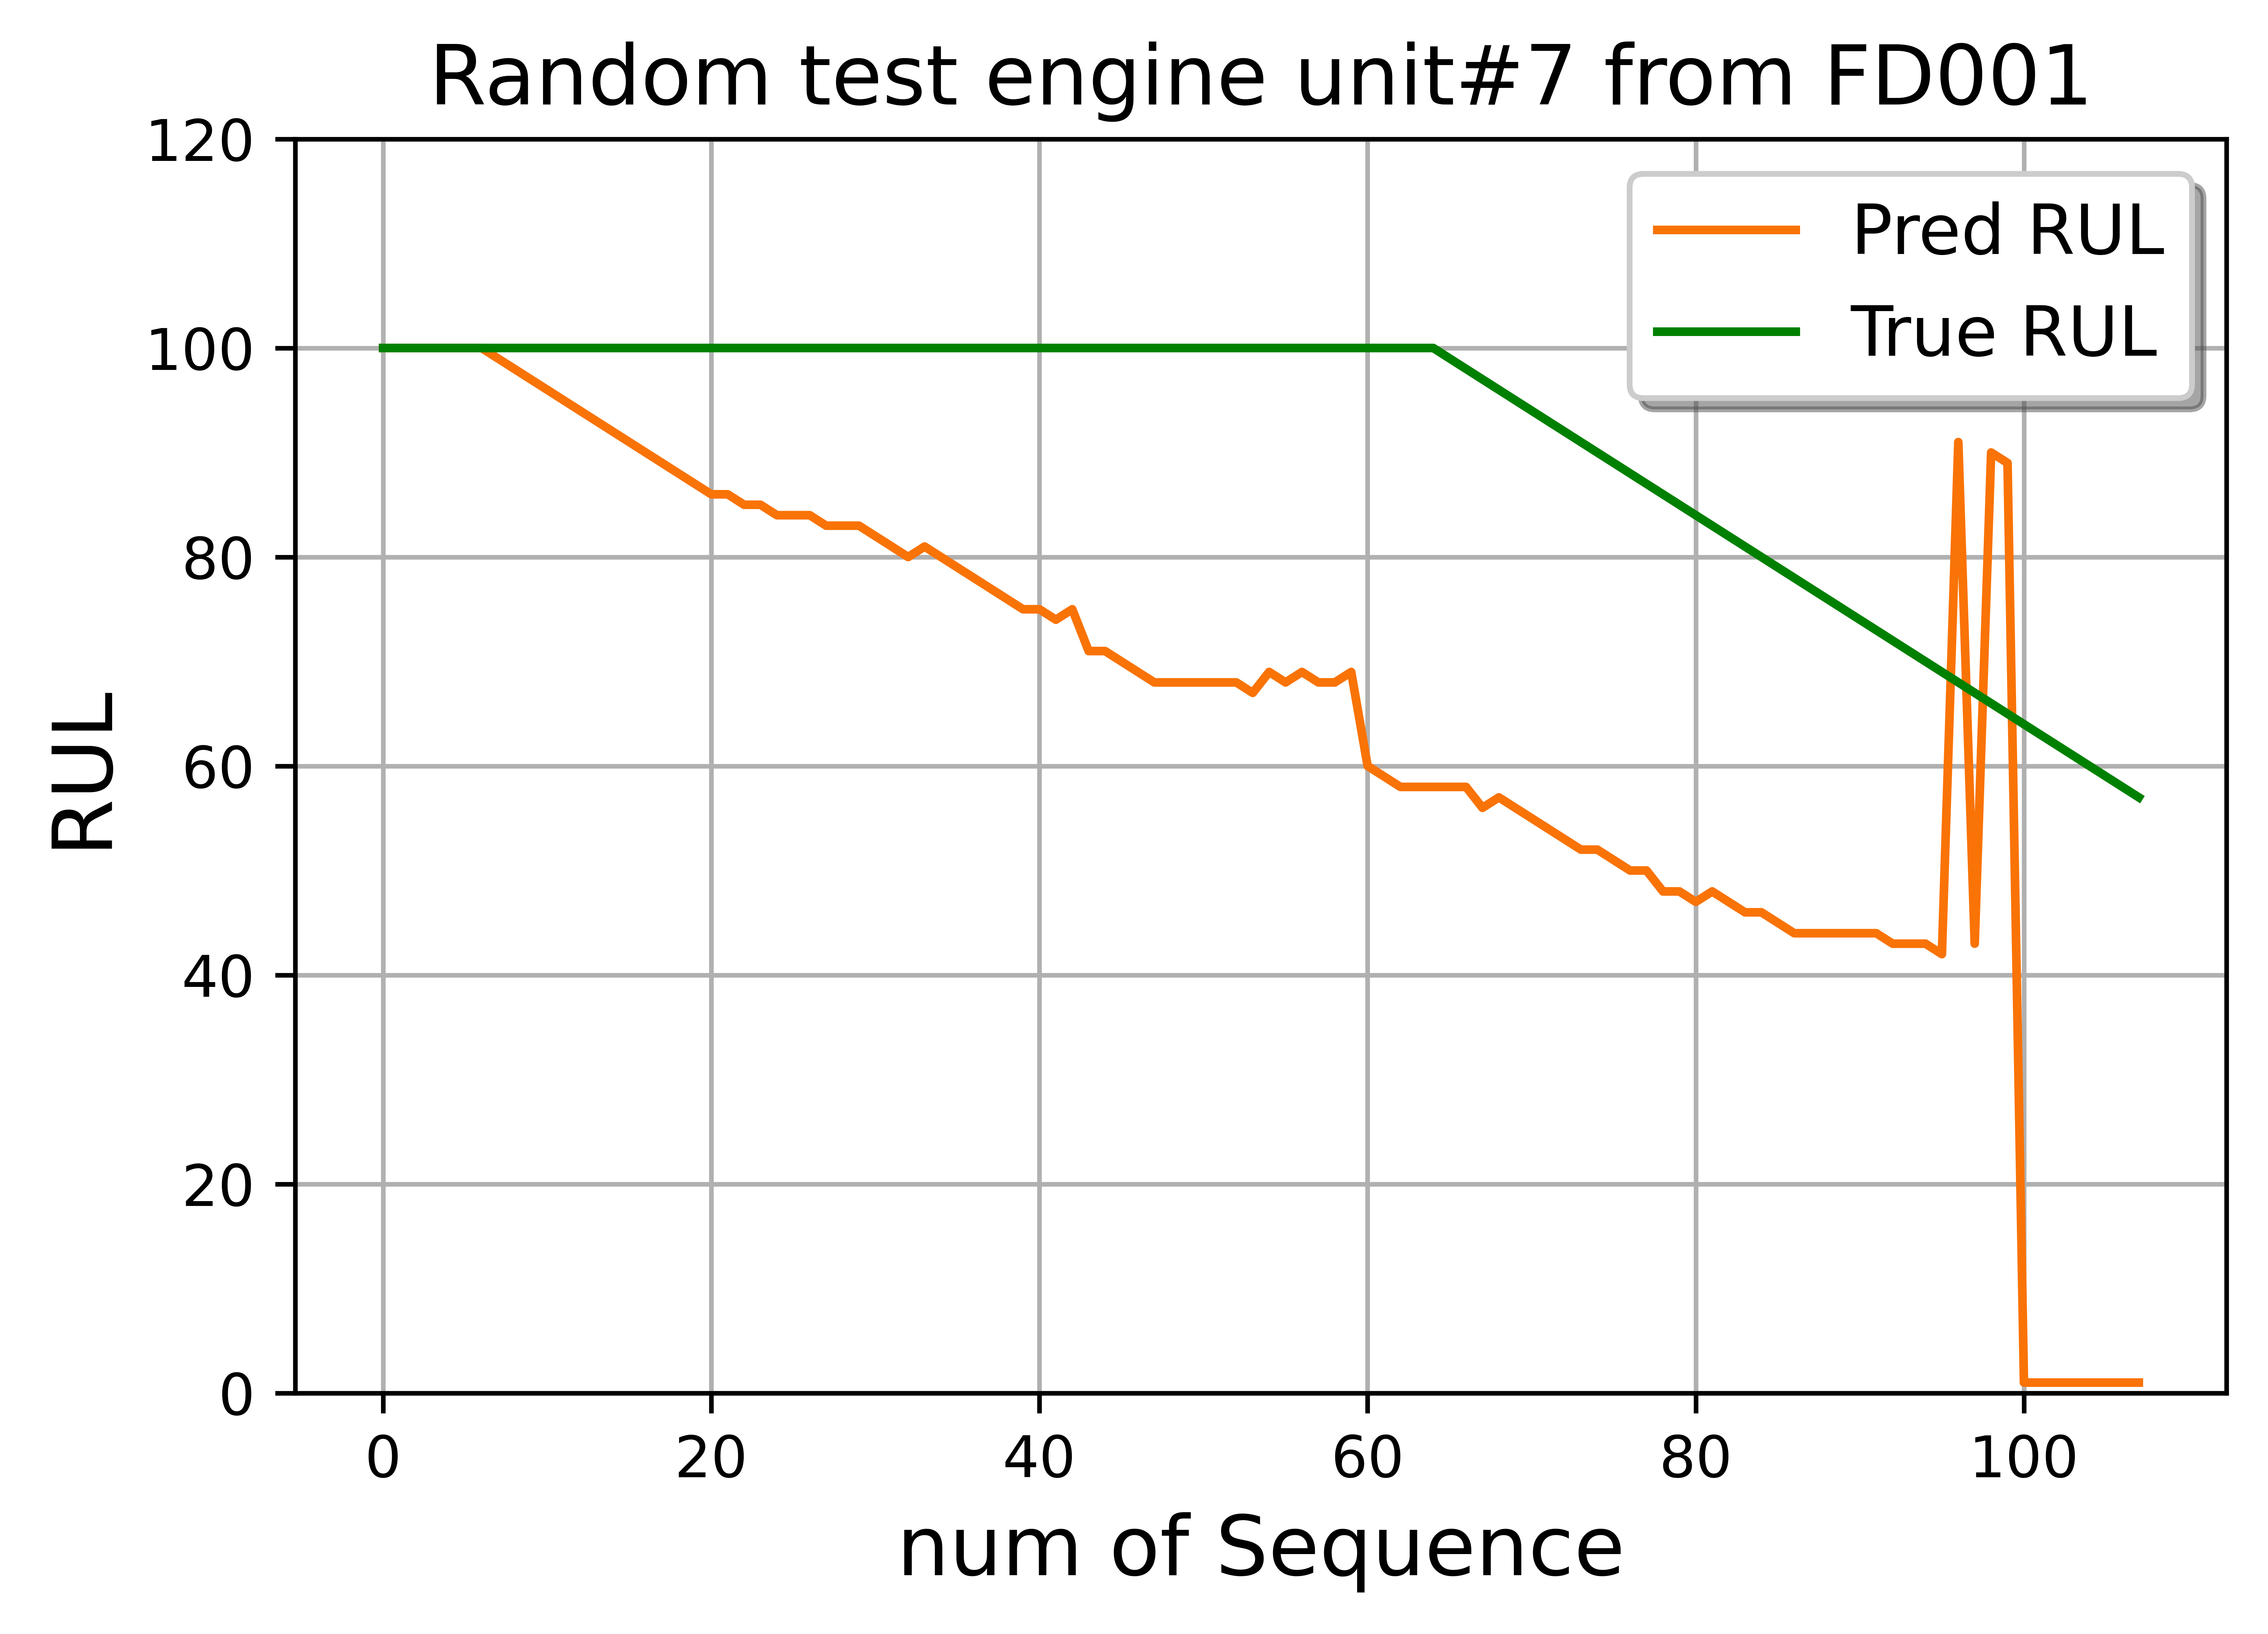 Random test engine unit#7 from FD001
120
100
80
60
40
20
0
RUL
Pred RUL
True RUL
0 20 40 60 80 100
num of Sequence